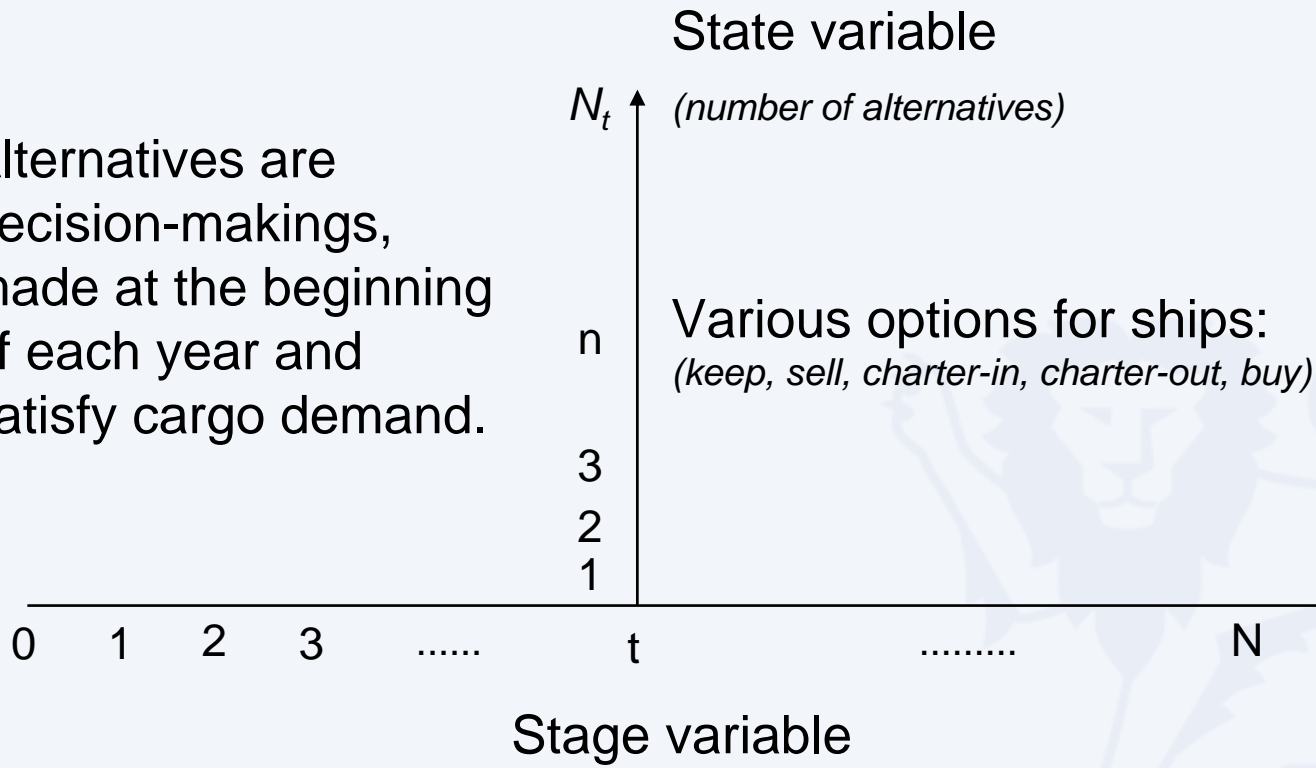 State variable
N_t
(number of alternatives)
lternatives are
ecision-makings,
nade at the beginning
f each year and
atisfy cargo demand.
n
Various options for ships:
(keep, sell, charter-in, charter-out, buy)
3
2
1
0 1 2 3 ...... t ......... N
Stage variable